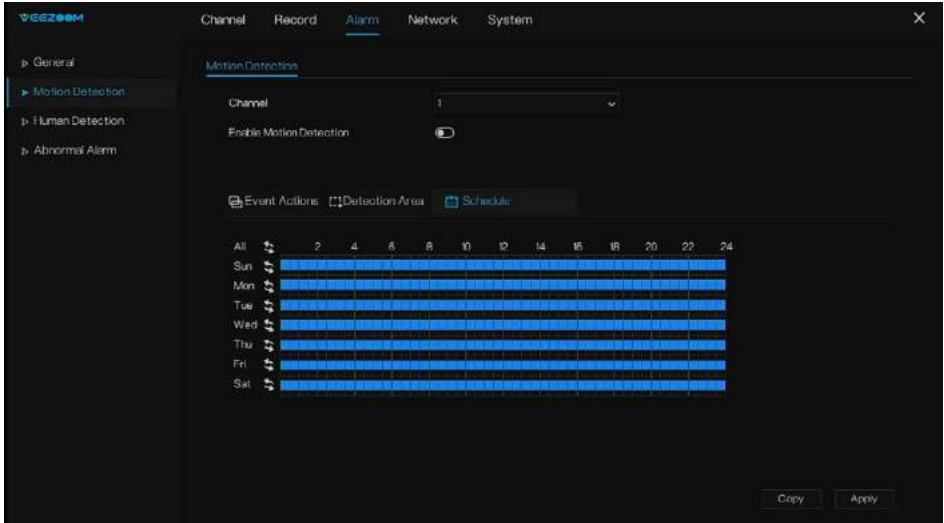 VEEZOOM
Channel Record Alarm Network System
General
Motion Detection
Human Detection
Abnormal Alarm
Motion Detection
Channel 1
Enable Motion Detection
Event Actions Detection Area Schedule
All 2 4 6 8 10 12 14 16 18 20 22 24
Sun
Mon
Tue
Wed
Thu
Fri
Sat
Copy Apply